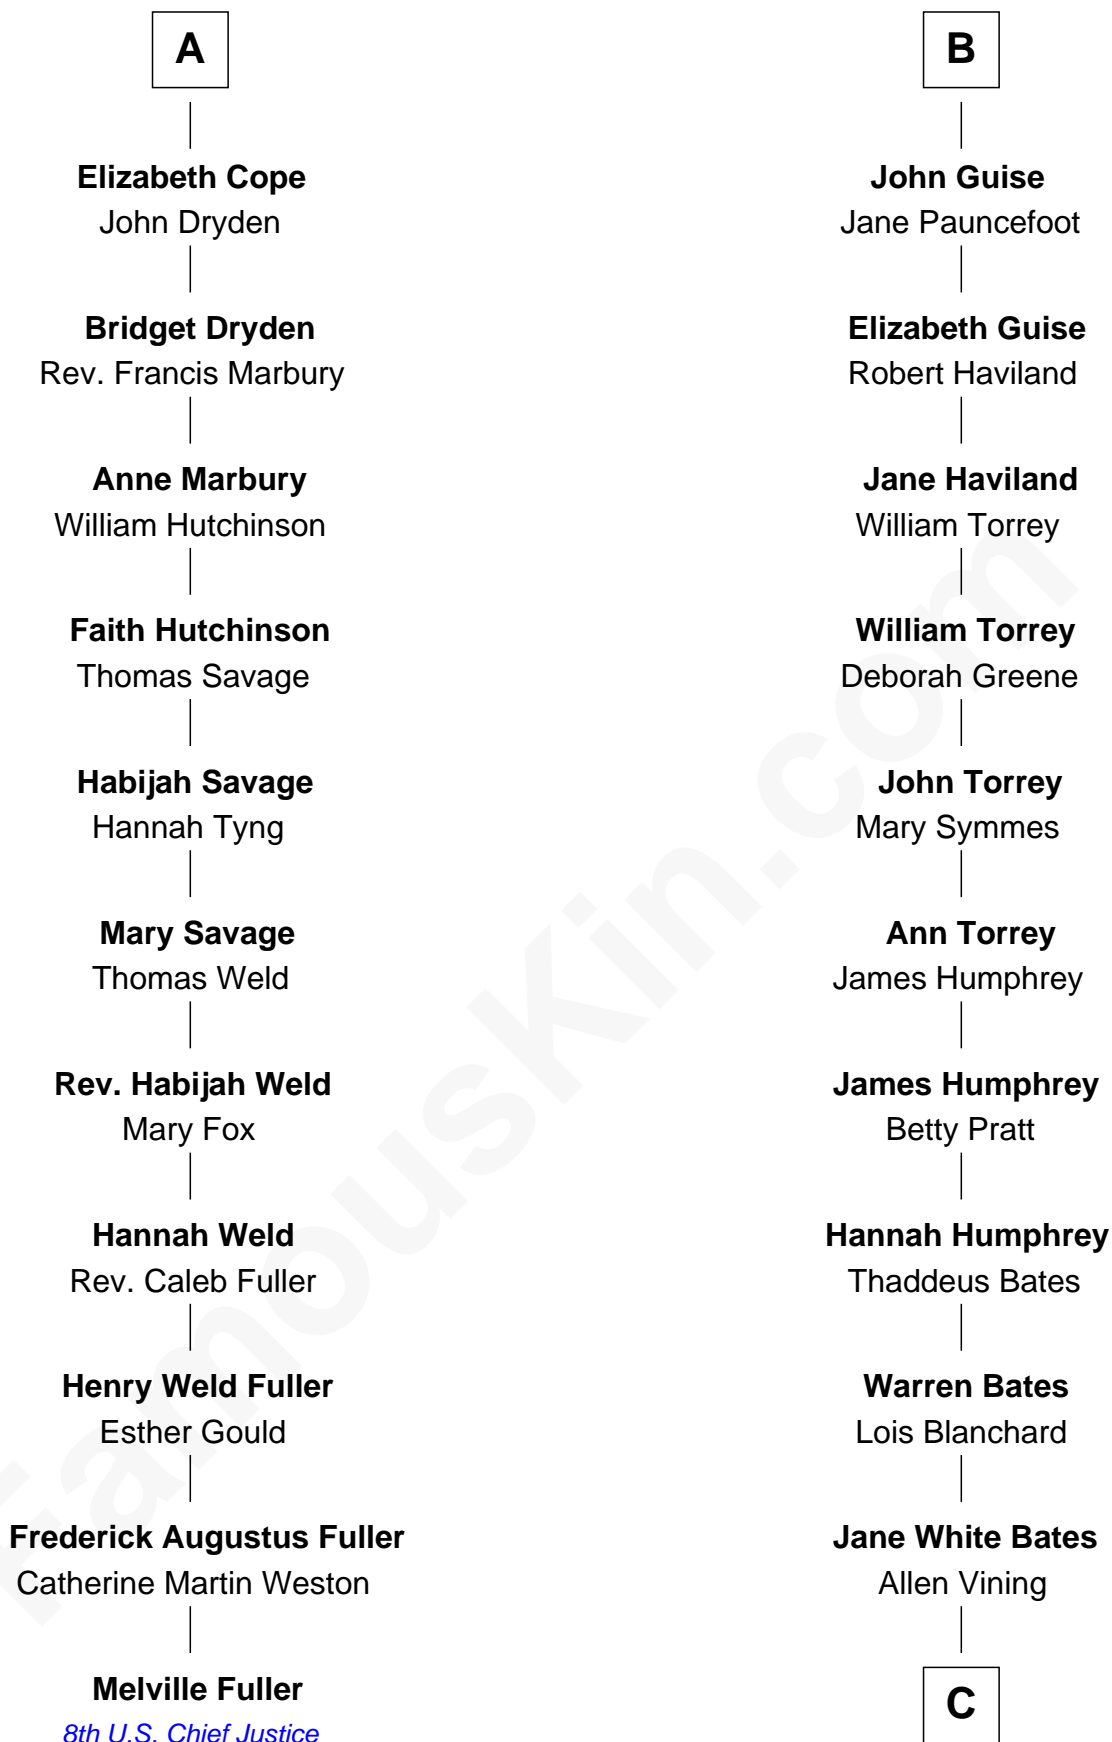 A
Elizabeth Cope
John Dryden
Bridget Dryden
Rev. Francis Marbury
Anne Marbury
William Hutchinson
Faith Hutchinson
Thomas Savage
Habijah Savage
Hannah Tyng
Mary Savage
Thomas Weld
Rev. Habijah Weld
Mary Fox
Hannah Weld
Rev. Caleb Fuller
Henry Weld Fuller
Esther Gould
Frederick Augustus Fuller
Catherine Martin Weston
Melville Fuller
8th U.S. Chief Justice
B
John Guise
Jane Pauncefoot
Elizabeth Guise
Robert Haviland
Jane Haviland
William Torrey
William Torrey
Deborah Greene
John Torrey
Mary Symmes
Ann Torrey
James Humphrey
James Humphrey
Betty Pratt
Hannah Humphrey
Thaddeus Bates
Warren Bates
Lois Blanchard
Jane White Bates
Allen Vining
C
FamousKin.com